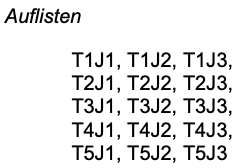 Auflisten
T1J1, T1J2, T1J3,
T2J1, T2J2, T2J3,
T3J1, T3J2, T3J3,
T4J1, T4J2, T4J3,
T5J1, T5J2, T5J3